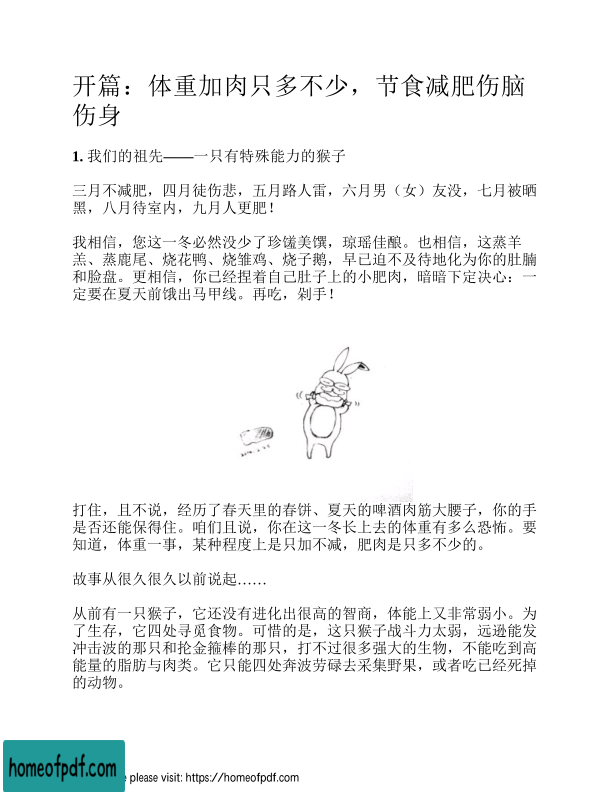 开篇：体重加肉只多不少，节食减肥伤脑
伤身
1. 我们的祖先——一只有特殊能力的猴子
三月不减肥，四月徒伤悲，五月路人雷，六月男（女）友没，七月被晒
黑，八月待室内，九月人更肥！
我相信，您这一冬必然没少了珍馐美馔，琼瑶佳酿。也相信，这蒸羊
羔、蒸鹿尾、烧花鸭、烧雏鸡、烧子鹅，早已迫不及待地化为你的肚腩
和脸盘。更相信，你已经捏着自己肚子上的小肥肉，暗暗下定决心：一
定要在夏天前饿出马甲线。再吃，剁手！
打住，且不说，经历了春天里的春饼、夏天的啤酒肉筋大腰子，你的手
是否还能保得住。咱们且说，你在这一冬长上去的体重有多么恐怖。要
知道，体重一事，某种程度上是只加不减，肥肉是只多不少的。
故事从很久很久以前说起……
从前有一只猴子，它还没有进化出很高的智商，体能上又非常弱小。为
了生存，它四处寻觅食物。可惜的是，这只猴子战斗力太弱，远逊能发
冲击波的那只和抡金箍棒的那只，打不过很多强大的生物，不能吃到高
能量的脂肪与肉类。它只能四处奔波劳碌去采集野果，或者吃已经死掉
的动物。
homeofpdf.com
e please visit: https://homeofpdf.com